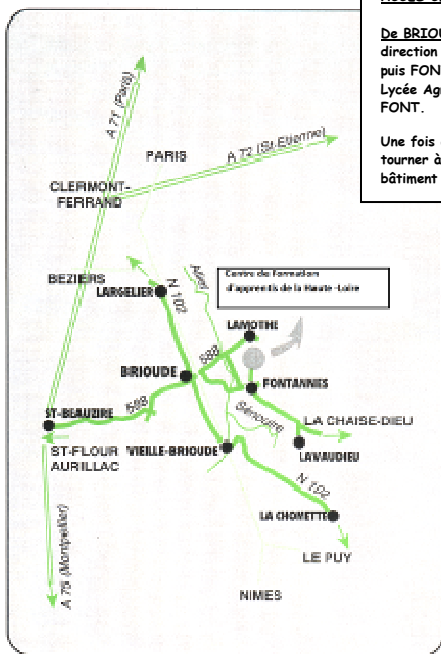 De BRIOU
direction
puis FON
Lycée Ag
FONT.
Une fois
tourner à
bâtiment
A 71 (Paris)
PARIS
A 72 (St-Etienne)
CLERMONT-
FERRAND
BEZIERS
LARGELIER
N 102
Allier
Centre de Formation
d'apprentis de la Haute -Loire
LAMOTHE
588
BRIOUDE
FONTANNES
588
ST-BEAUZIRE
Sénouire
LA CHAISE-DIEU
ST-FLOUR
AURILLAC
VIEILLE-BRIOUDE
LAVAUDIEU
N 102
LA CHOMETTE
A 75 (Montpellier)
LE PUY
NIMES